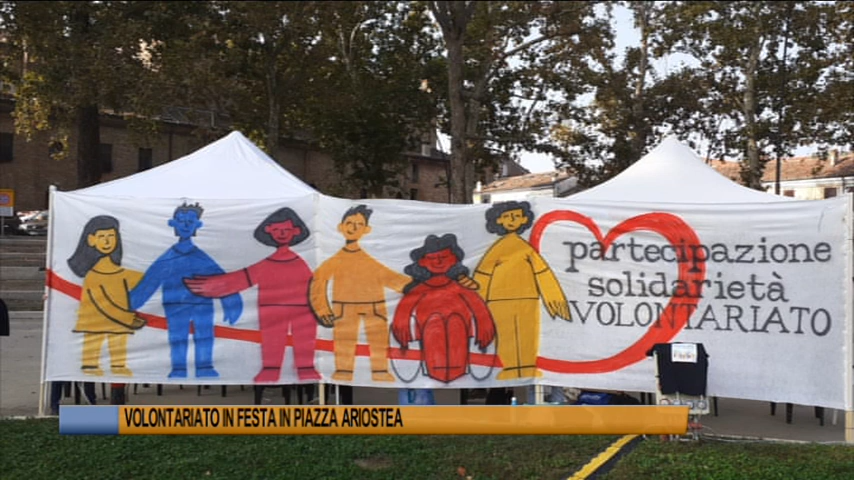 partecipazione
solidarietà
VOLONTARIATO
VOLONTARIATO IN FESTA IN PIAZZA ARIOSTEA